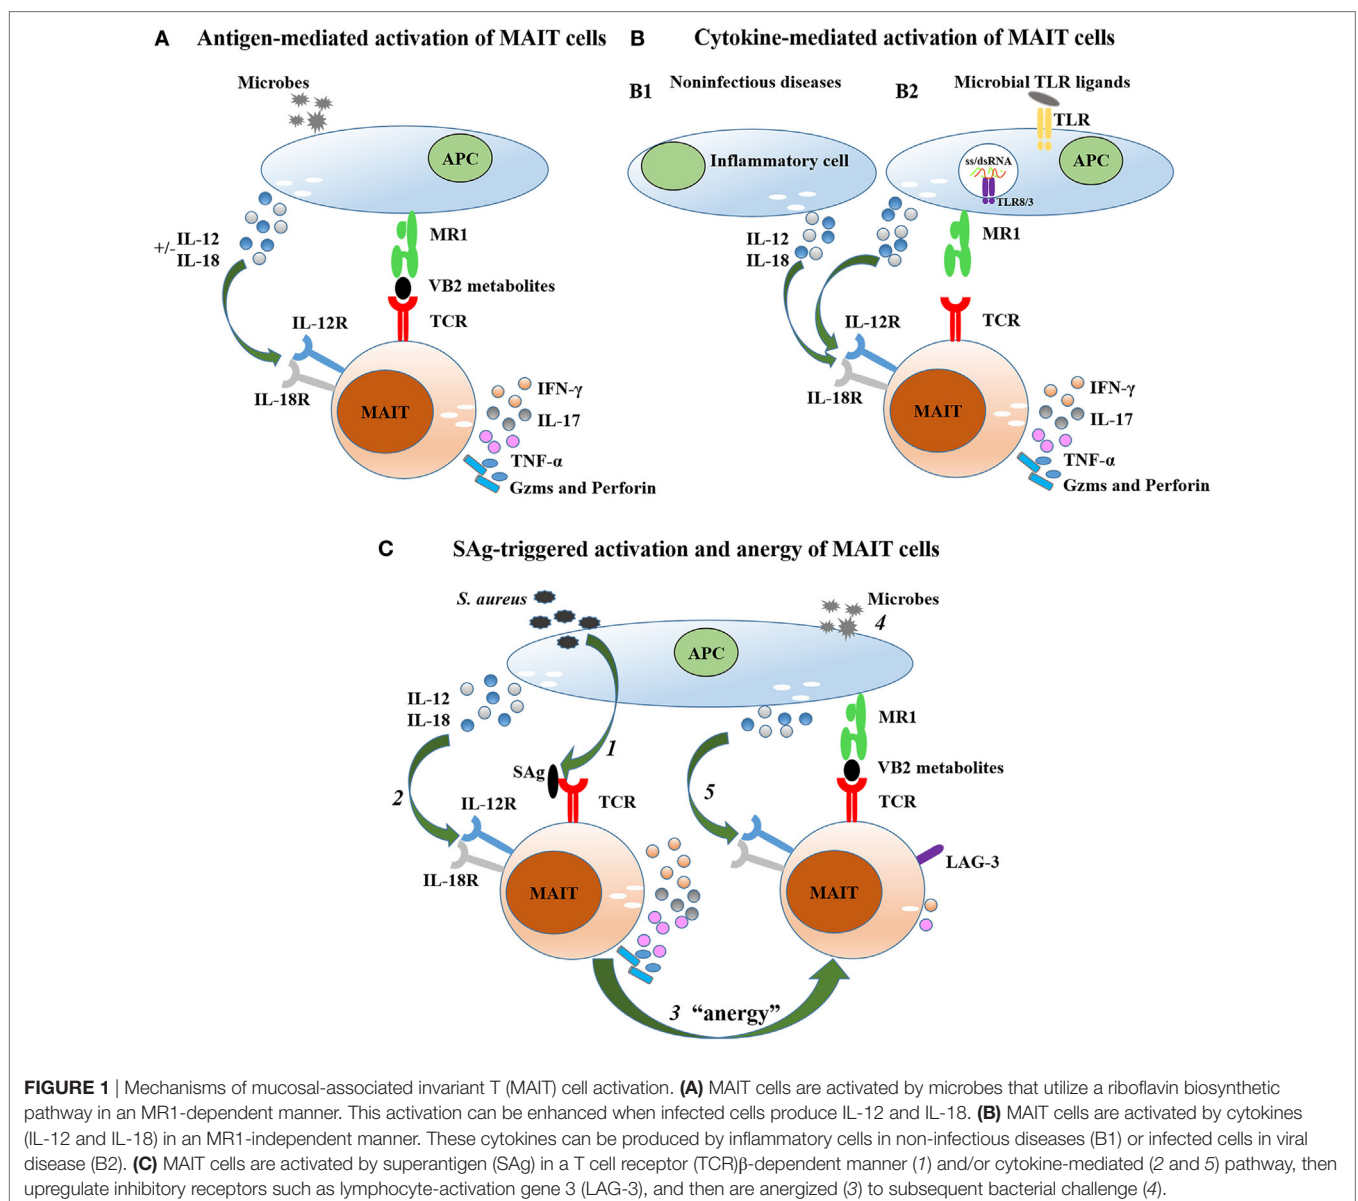 A Antigen-mediated activation of MAIT cells
Microbes
APC
+/- IL-12
IL-18
MR1
VB2 metabolites
TCR
IL-12R
IL-18R
MAIT
IFN-γ
IL-17
TNF-α
Gzms and Perforin
B Cytokine-mediated activation of MAIT cells
B1 Noninfectious diseases
Inflammatory cell
B2 Microbial TLR ligands
TLR
ss/dsRNA
TLR8/3
APC
IL-12
IL-18
MR1
TCR
IL-12R
IL-18R
MAIT
IFN-γ
IL-17
TNF-α
Gzms and Perforin
C SAg-triggered activation and anergy of MAIT cells
S. aureus
Microbes
4
APC
IL-12
IL-18
1
2
SAg
TCR
IL-12R
IL-18R
MAIT
MR1
VB2 metabolites
TCR
5
LAG-3
MAIT
3 “anergy”
FIGURE 1 | Mechanisms of mucosal-associated invariant T (MAIT) cell activation. (A) MAIT cells are activated by microbes that utilize a riboflavin biosynthetic
pathway in an MR1-dependent manner. This activation can be enhanced when infected cells produce IL-12 and IL-18. (B) MAIT cells are activated by cytokines
(IL-12 and IL-18) in an MR1-independent manner. These cytokines can be produced by inflammatory cells in non-infectious diseases (B1) or infected cells in viral
disease (B2). (C) MAIT cells are activated by superantigen (SAg) in a T cell receptor (TCR)β-dependent manner (1) and/or cytokine-mediated (2 and 5) pathway, then
upregulate inhibitory receptors such as lymphocyte-activation gene 3 (LAG-3), and then are anergized (3) to subsequent bacterial challenge (4).